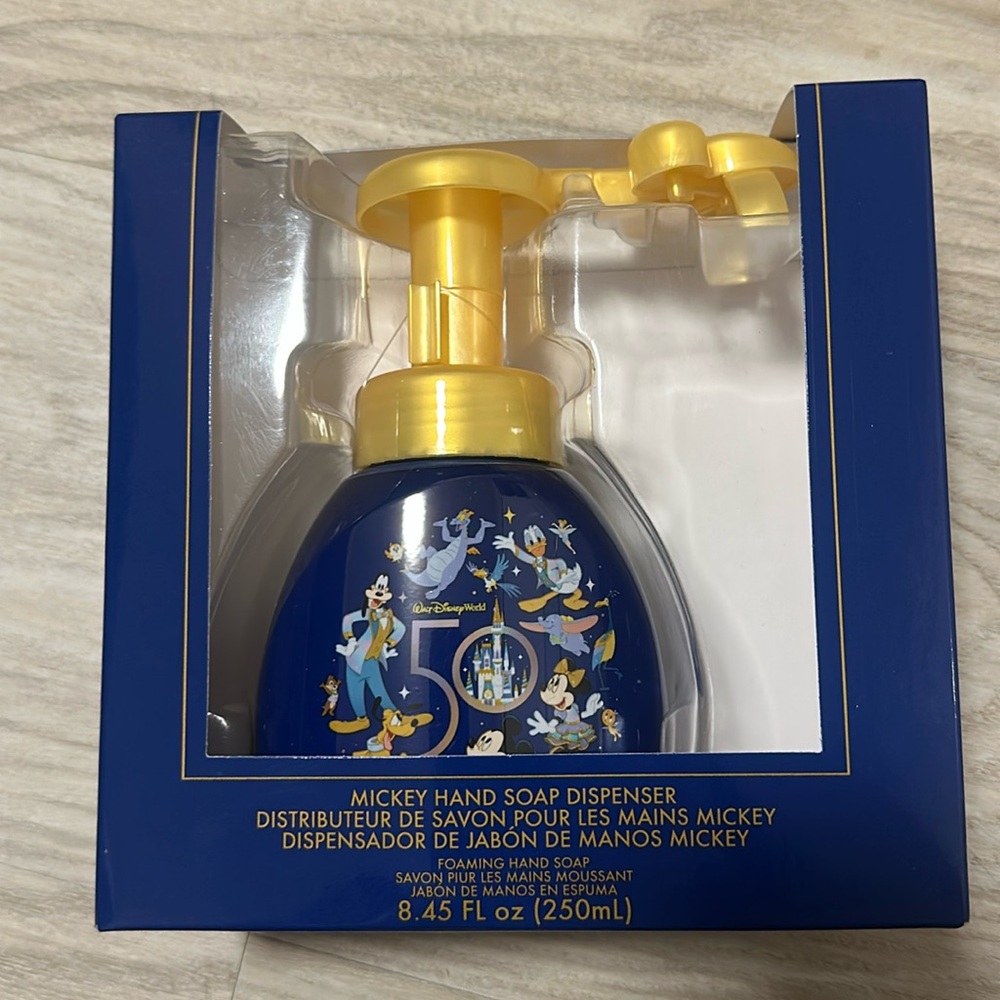 Walt Disney World
50
MICKEY HAND SOAP DISPENSER
DISTRIBUTEUR DE SAVON POUR LES MAINS MICKEY
DISPENSADOR DE JABÓN DE MANOS MICKEY
FOAMING HAND SOAP
SAVON PIUR LES MAINS MOUSSANT
JABÓN DE MANOS EN ESPUMA
8.45 FL oz (250mL)